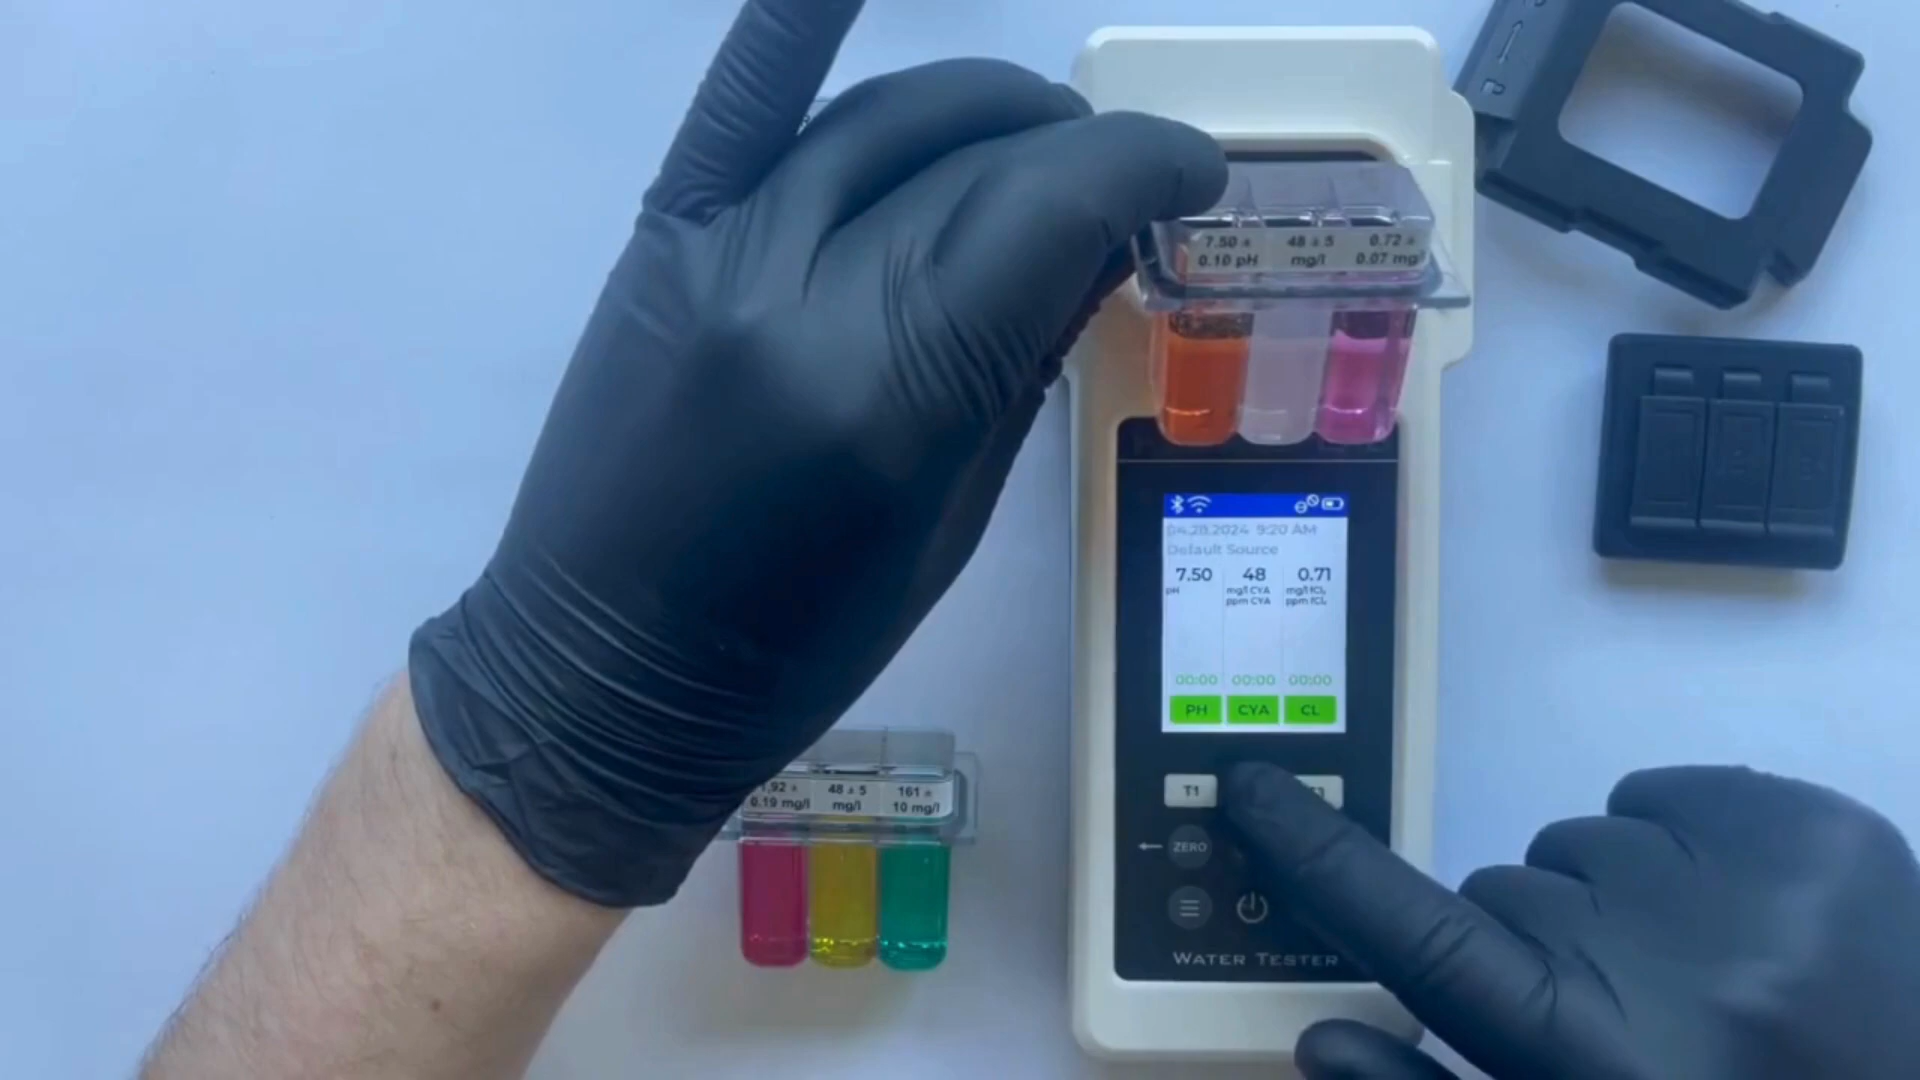 7.50 ± 48 ± 5 0.72 ±
0.10 pH mg/l 0.07 mg/l
04.28.2024 9:20 AM
Default Source
7.50 48 0.71
pH mg/l CYA mg/l fCL
ppm CYA ppm fCL
00:00 00:00 00:00
PH CYA CL
T1
ZERO
WATER TESTER
1,92 ± 48 ± 5 161 ±
0.19 mg/l mg/l 10 mg/l